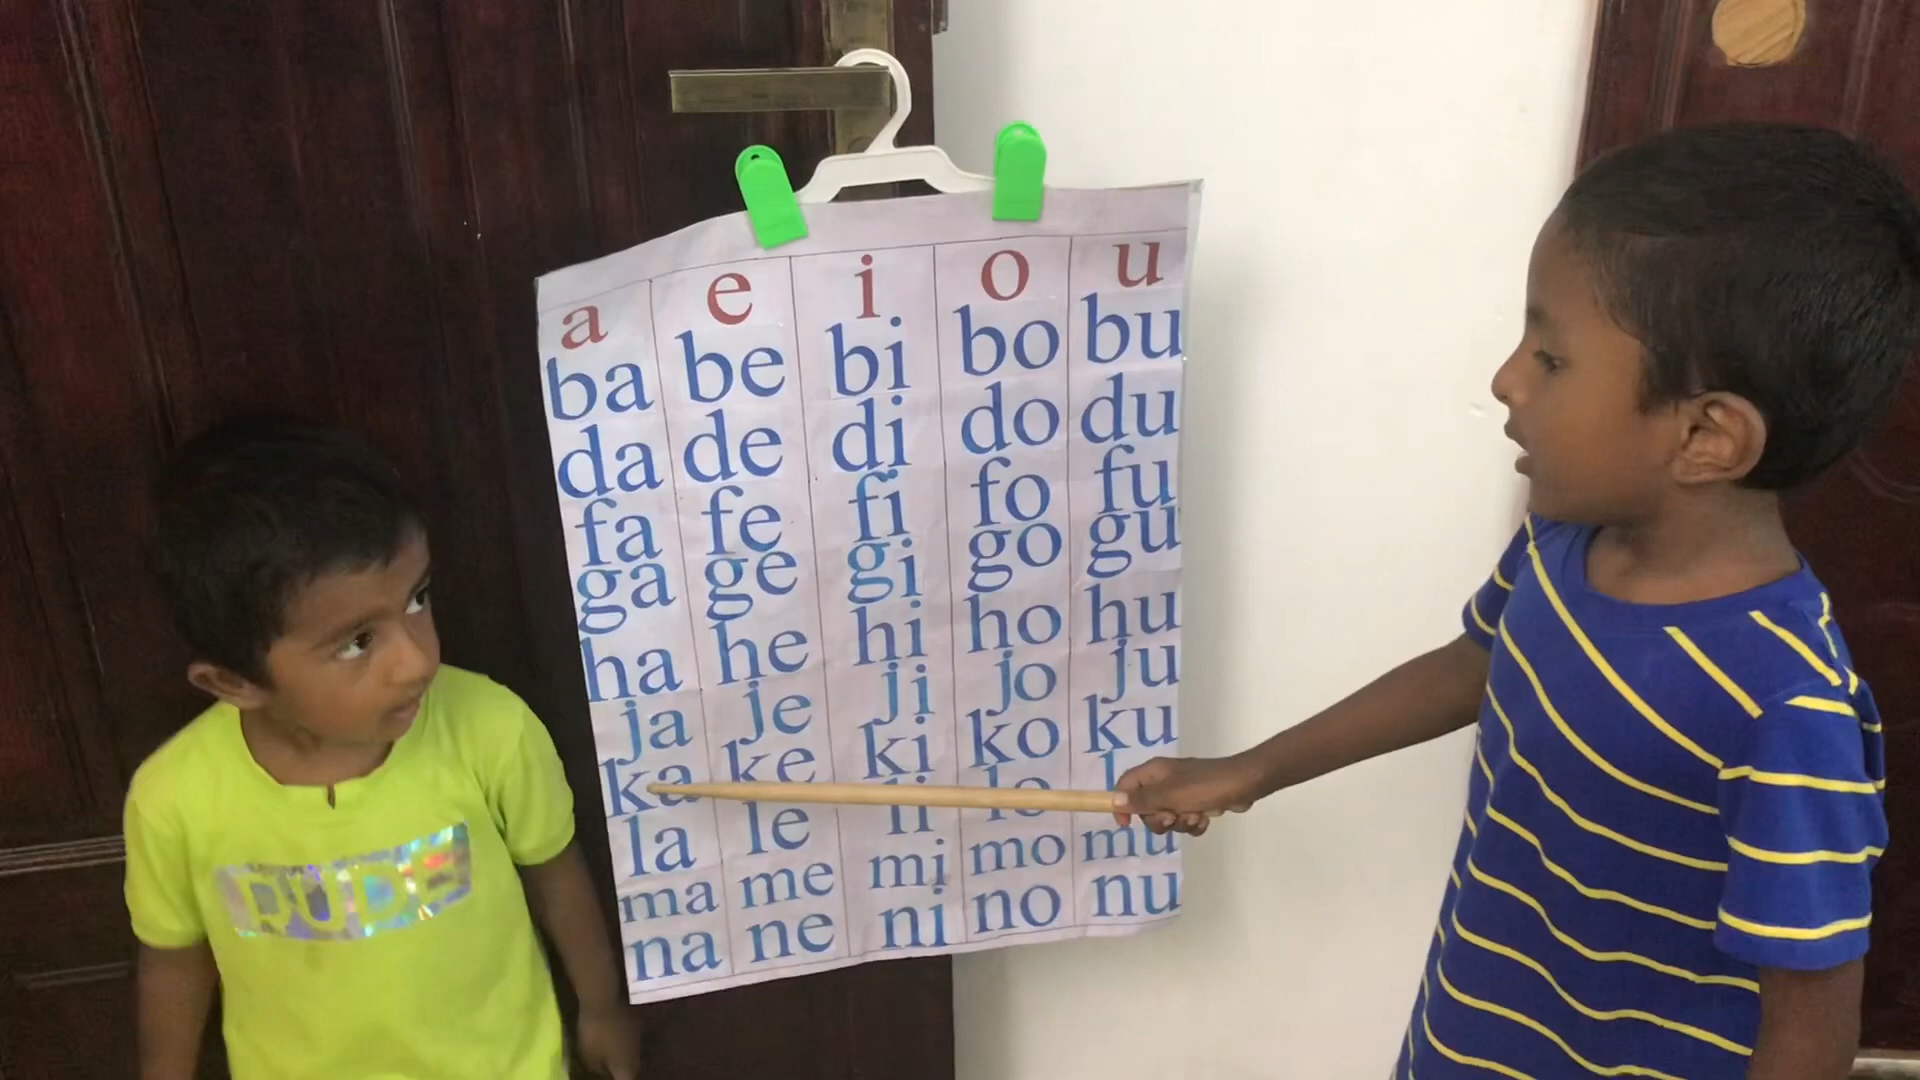 a e i o u
ba be bi bo bu
da de di do du
fa fe fi fo fu
ga ge gi go gu
ha he hi ho hu
ja je ji jo ju
ka ke ki ko ku
la le li lo
ma me mi mo mu
na ne ni no nu
RUDE